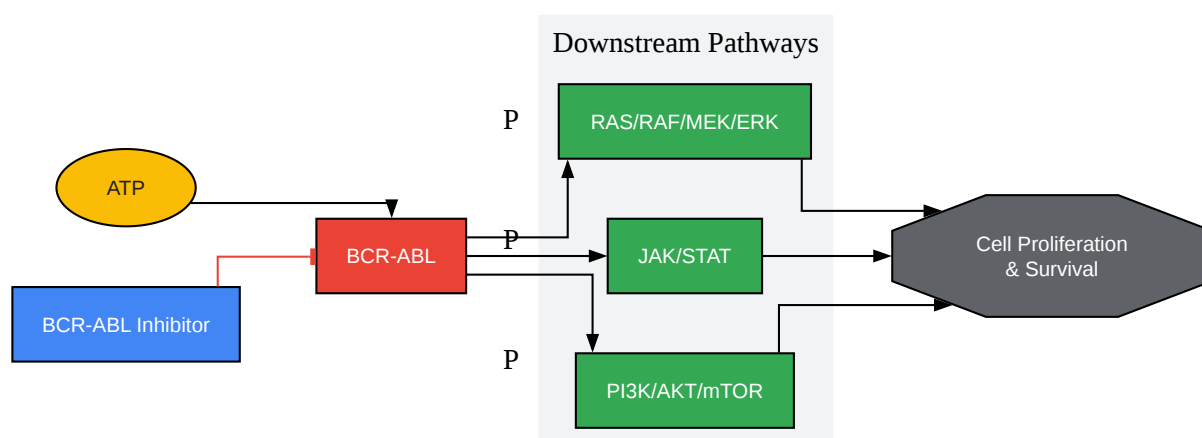 Downstream Pathways
P
RAS/RAF/MEK/ERK
ATP
P
BCR-ABL
JAK/STAT
Cell Proliferation
& Survival
BCR-ABL Inhibitor
P
PI3K/AKT/mTOR